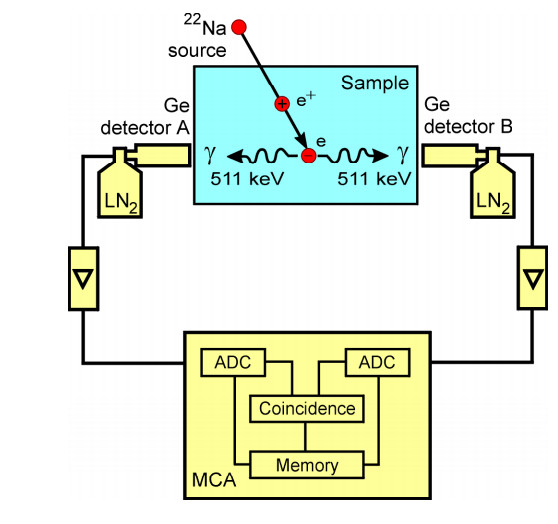 ²²Na
source
Sample
e⁺
Ge
detector A
Ge
detector B
e
γ
γ
511 keV
511 keV
LN₂
LN₂
ADC
ADC
Coincidence
Memory
MCA